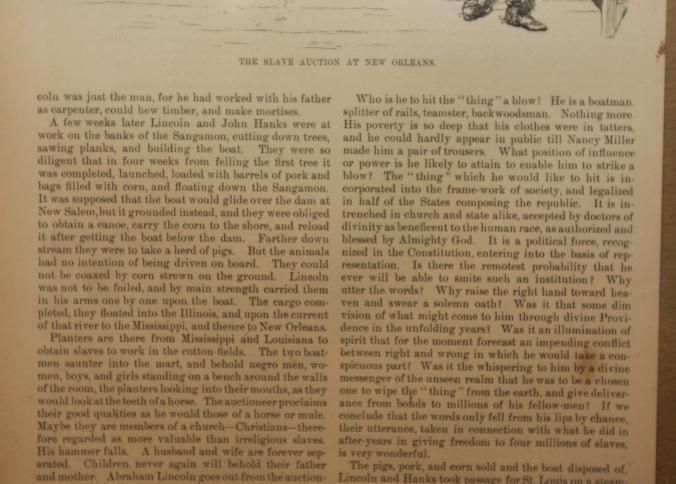 THE SLAVE AUCTION AT NEW ORLEANS.
coln was just the man, for he had worked with his father
as carpenter, could hew timber, and make mortises.
A few weeks later Lincoln and John Hanks were at
work on the banks of the Sangamon, cutting down trees,
sawing planks, and building the boat. They were so
diligent that in four weeks from felling the first tree it
was completed, launched, loaded with barrels of pork and
bags filled with corn, and floating down the Sangamon.
It was supposed that the boat would glide over the dam at
New Salem, but it grounded instead, and they were obliged
to obtain a canoe, carry the corn to the shore, and reload
it after getting the boat below the dam. Farther down
stream they were to take a herd of pigs. But the animals
had no intention of being driven on board. They could
not be coaxed by corn strewn on the ground. Lincoln
was not to be foiled, and by main strength carried them
in his arms one by one upon the boat. The cargo com-
pleted, they floated into the Illinois, and upon the current
of that river to the Mississippi, and thence to New Orleans.
Planters are there from Mississippi and Louisiana to
obtain slaves to work in the cotton-fields. The two boat-
men saunter into the mart, and behold negro men, wo-
men, boys, and girls standing on a bench around the walls
of the room, the planters looking into their mouths, as they
would look at the teeth of a horse. The auctioneer proclaims
their good qualities as he would those of a horse or mule.
Maybe they are members of a church—Christians—there-
fore regarded as more valuable than irreligious slaves.
His hammer falls. A husband and wife are forever sep-
arated. Children never again will behold their father
and mother. Abraham Lincoln goes out from the auction-
Who is he to hit the "thing" a blow? He is a boatman,
splitter of rails, teamster, backwoodsman. Nothing more.
His poverty is so deep that his clothes were in tatters,
and he could hardly appear in public till Nancy Miller
made him a pair of trousers. What position of influence
or power is he likely to attain to enable him to strike a
blow? The "thing" which he would like to hit is in-
corporated into the frame-work of society, and legalized
in half of the States composing the republic. It is in-
trenched in church and state alike, accepted by doctors of
divinity as beneficent to the human race, as authorized and
blessed by Almighty God. It is a political force, recog-
nized in the Constitution, entering into the basis of rep-
resentation. Is there the remotest probability that he
ever will be able to smite such an institution? Why
utter the words? Why raise the right hand toward hea-
ven and swear a solemn oath? Was it that some dim
vision of what might come to him through divine Provi-
dence in the unfolding years? Was it an illumination of
spirit that for the moment forecast an impending conflict
between right and wrong in which he would take a con-
spicuous part? Was it the whispering to him by a divine
messenger of the unseen realm that he was to be a chosen
one to wipe the "thing" from the earth, and give deliver-
ance from bonds to millions of his fellow-men? If we
conclude that the words only fell from his lips by chance,
their utterance, taken in connection with what he did in
after-years in giving freedom to four millions of slaves,
is very wonderful.
The pigs, pork, and corn sold and the boat disposed of,
Lincoln and Hanks took passage for St. Louis on a steam-